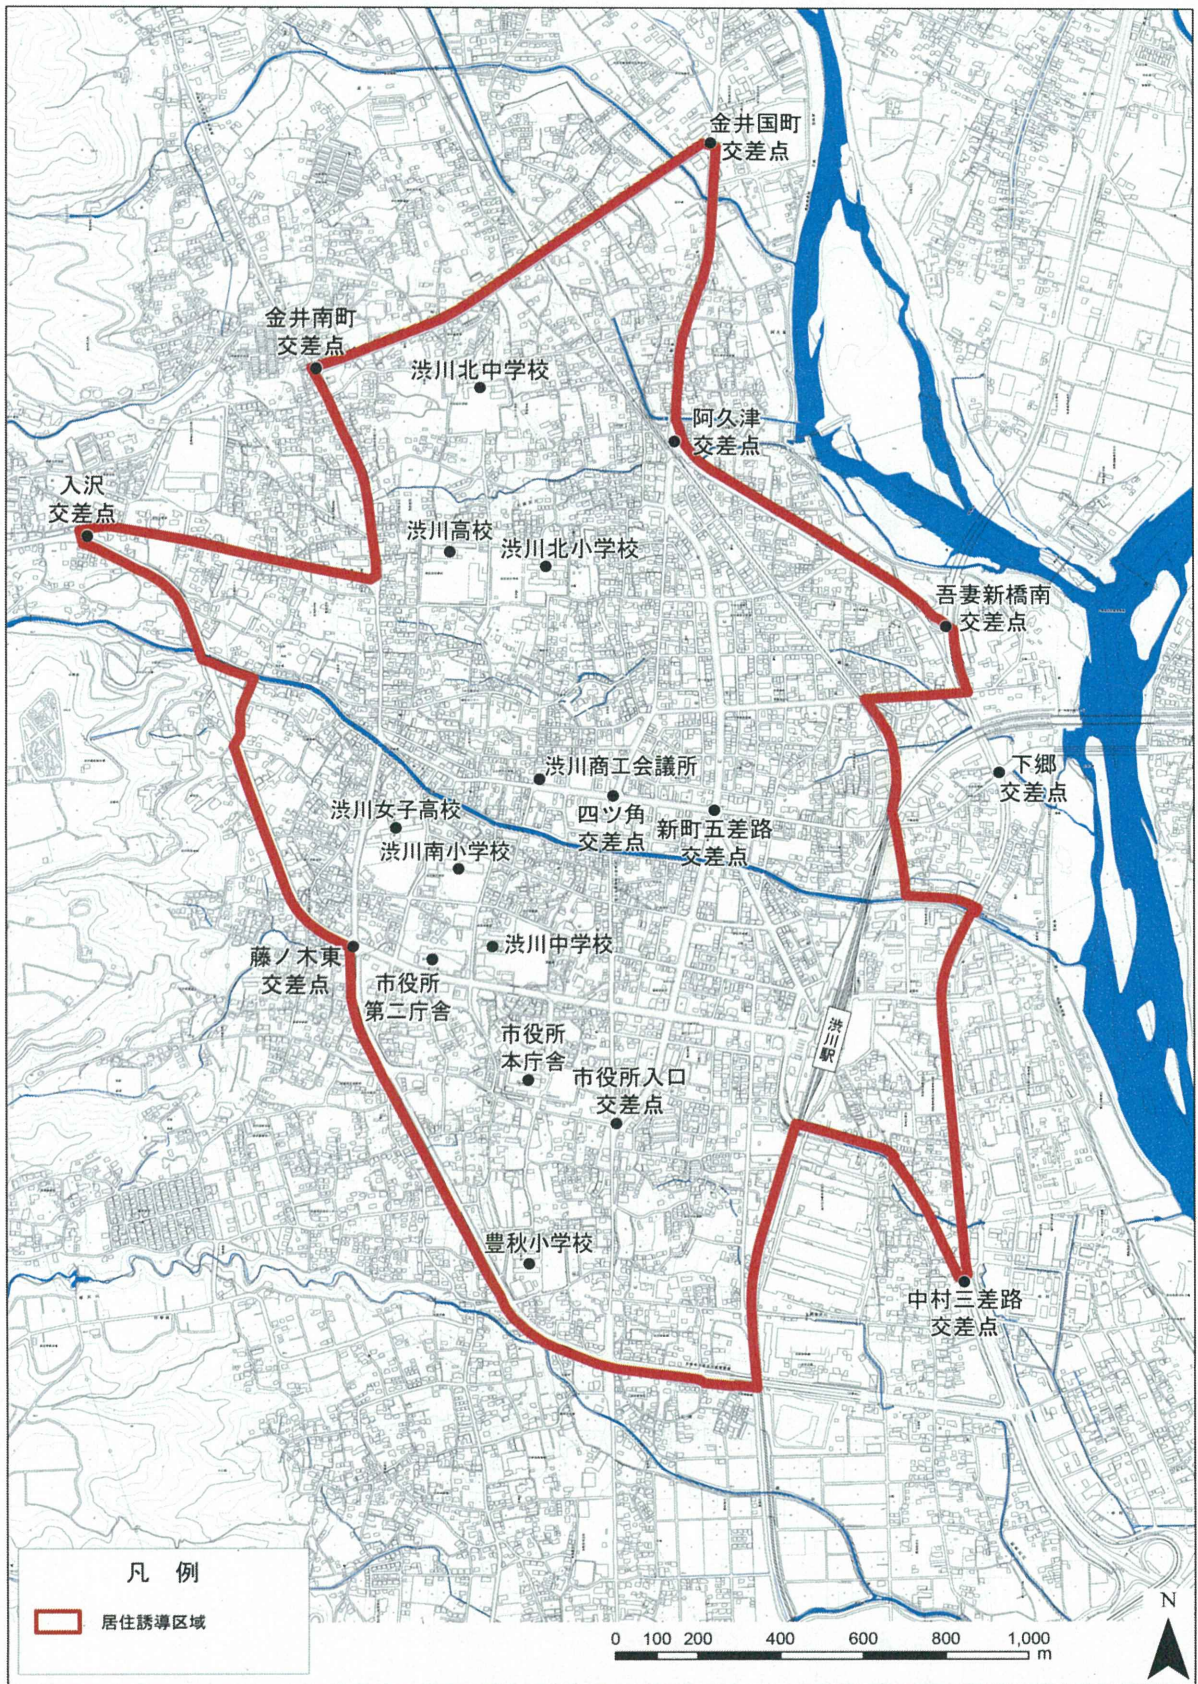 金井国町
交差点
金井南町
交差点
渋川北中学校
阿久津
交差点
入沢
交差点
渋川高校
渋川北小学校
吾妻新橋南
交差点
渋川商工会議所
下郷
交差点
渋川女子高校
四ツ角
交差点
新町五差路
交差点
渋川南小学校
藤ノ木東
交差点
渋川中学校
市役所
第二庁舎
渋川駅
市役所
本庁舎
市役所入口
交差点
豊秋小学校
中村三差路
交差点
凡 例
居住誘導区域
N
0 100 200 400 600 800 1,000
m